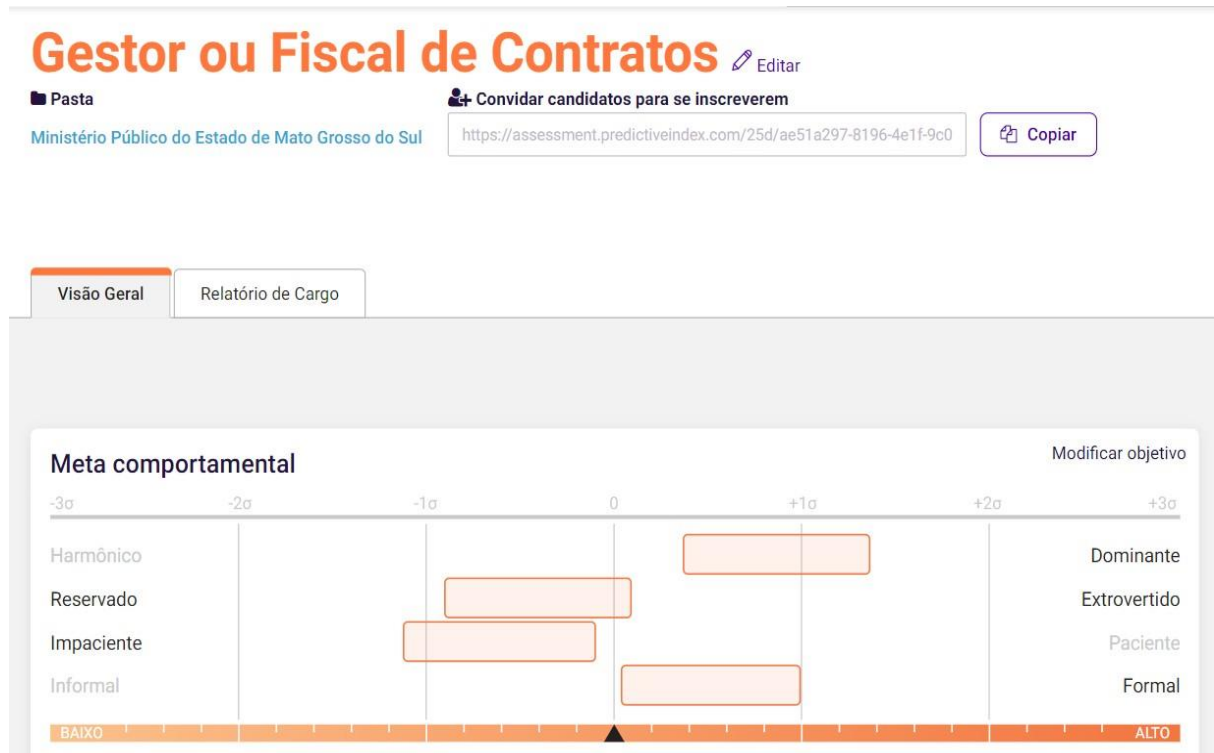 Gestor ou Fiscal de Contratos Editar
Pasta
Convidar candidatos para se inscreverem
Ministério Público do Estado de Mato Grosso do Sul
https://assessment.predictiveindex.com/25d/ae51a297-8196-4e1f-9c0
Copiar
Visão Geral
Relatório de Cargo
Meta comportamental
Modificar objetivo
-3σ -2σ -1σ 0 +1σ +2σ +3σ
Harmônico Dominante
Reservado Extrovertido
Impaciente Paciente
Informal Formal
BAIXO ALTO